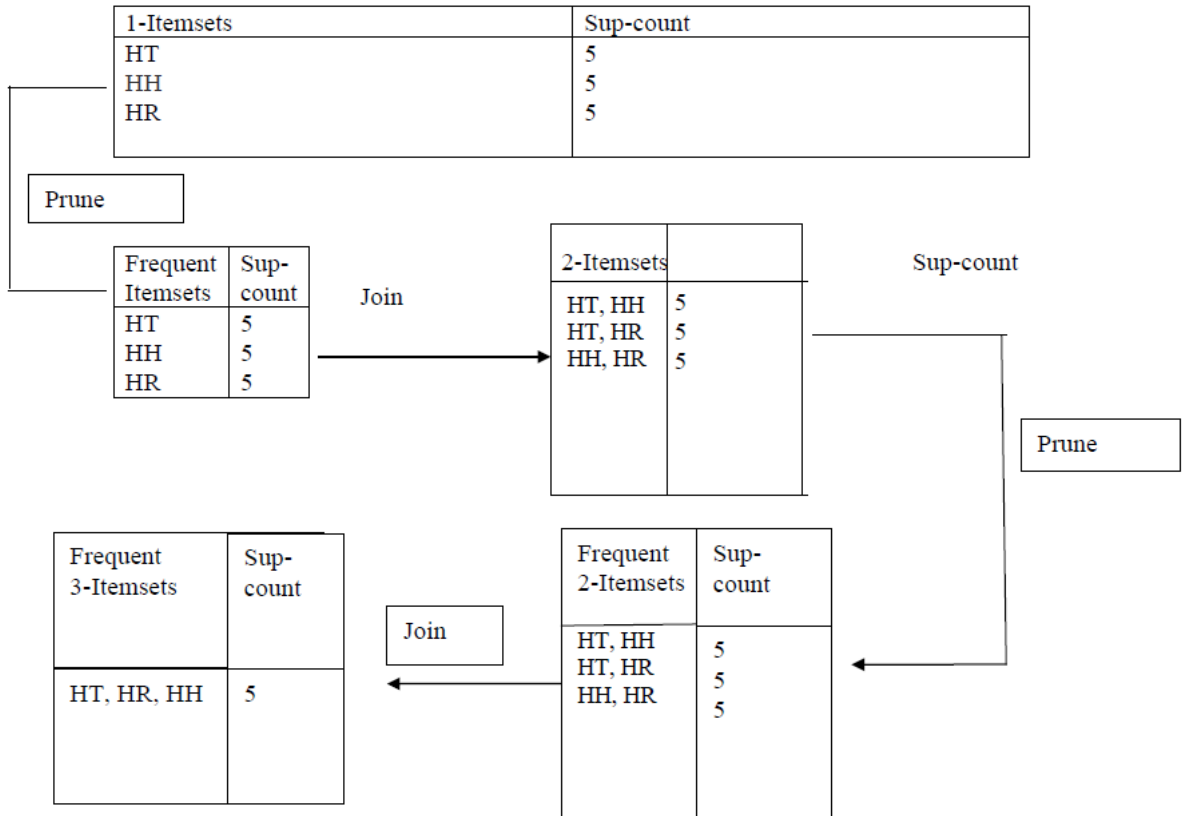 1-Itemsets Sup-count
HT 5
HH 5
HR 5
Prune
Frequent Sup-
Itemsets count
HT 5
HH 5
HR 5
Join
2-Itemsets
HT, HH 5
HT, HR 5
HH, HR 5
Sup-count
Prune
Frequent Sup-
2-Itemsets count
HT, HH 5
HT, HR 5
HH, HR 5
Join
Frequent Sup-
3-Itemsets count
HT, HR, HH 5